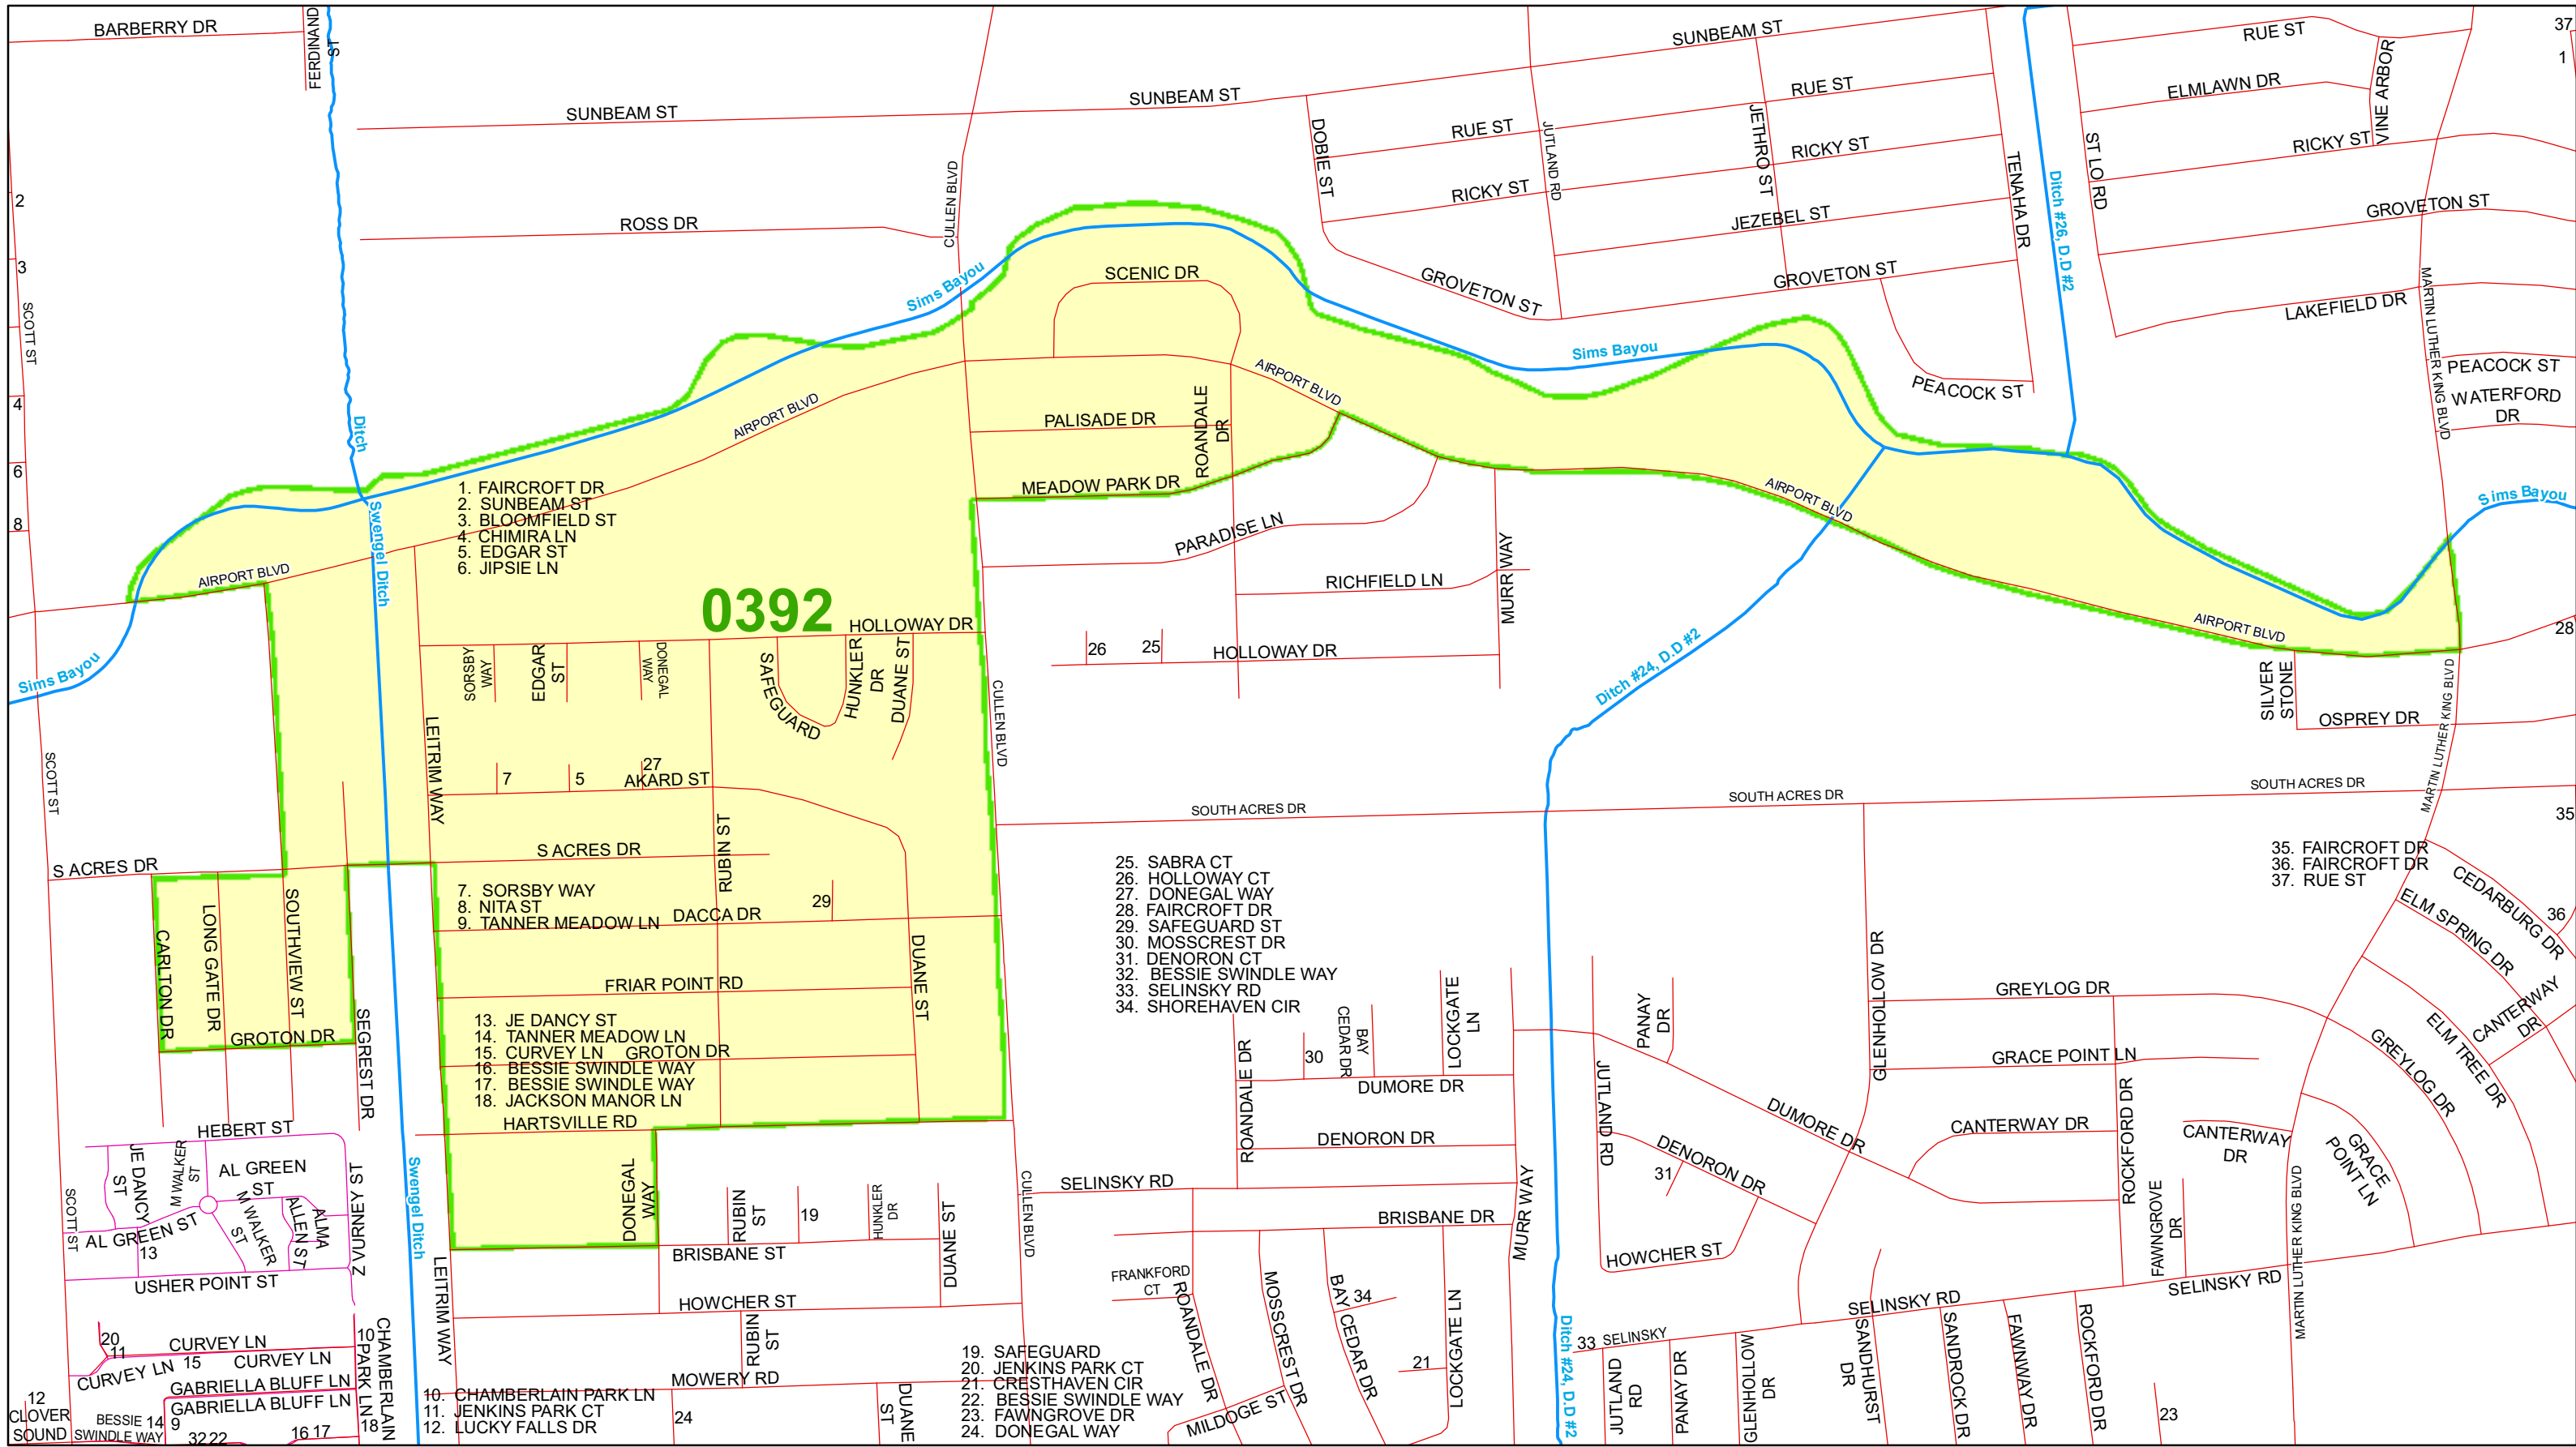 BARBERRY DR
FERDINAND
ST
SUNBEAM ST
SUNBEAM ST
SUNBEAM ST
RUE ST
37
1
ELMLAWN DR
VINE ARBOR
RUE ST
RUE ST
RICKY ST
RICKY ST
RICKY ST
DOBIE ST
JUTLAND RD
JETHRO ST
TENAHA DR
ST LO RD
Ditch #26, D.D #2
CULLEN BLVD
ROSS DR
JEZEBEL ST
GROVETON ST
GROVETON ST
GROVETON ST
2
3
SCOTT ST
4
6
8
Sims Bayou
SCENIC DR
LAKEFIELD DR
MARTIN LUTHER KING BLVD
PEACOCK ST
PEACOCK ST
WATERFORD
DR
Sims Bayou
AIRPORT BLVD
AIRPORT BLVD
PALISADE DR
ROANDALE
DR
MEADOW PARK DR
Ditch
Swengel Ditch
1. FAIRCROFT DR
2. SUNBEAM ST
3. BLOOMFIELD ST
4. CHIMIRA LN
5. EDGAR ST
6. JIPSIE LN
AIRPORT BLVD
AIRPORT BLVD
Sims Bayou
PARADISE LN
RICHFIELD LN
MURR WAY
0392
HOLLOWAY DR
26
25
HOLLOWAY DR
Ditch #24, D.D #2
AIRPORT BLVD
28
Sims Bayou
SORSBY
WAY
EDGAR
ST
DONEGAL
WAY
SAFEGUARD
HUNKLER
DR
DUANE ST
CULLEN BLVD
SILVER
STONE
OSPREY DR
MARTIN LUTHER KING BLVD
LEITRIM WAY
SCOTT ST
7
5
27
AKARD ST
SOUTH ACRES DR
SOUTH ACRES DR
SOUTH ACRES DR
35
S ACRES DR
S ACRES DR
RUBIN ST
7. SORSBY WAY
8. NITA ST
9. TANNER MEADOW LN
DACCA DR
29
25. SABRA CT
26. HOLLOWAY CT
27. DONEGAL WAY
28. FAIRCROFT DR
29. SAFEGUARD ST
30. MOSSCREST DR
31. DENORON CT
32. BESSIE SWINDLE WAY
33. SELINSKY RD
34. SHOREHAVEN CIR
35. FAIRCROFT DR
36. FAIRCROFT DR
37. RUE ST
CEDARBURG DR
36
ELM SPRING DR
CANTERWAY
DR
ELM TREE DR
GREYLOG DR
CARLTON DR
LONG GATE DR
SOUTHVIEW ST
GROTON DR
SEGREST DR
DUANE ST
FRIAR POINT RD
13. JE DANCY ST
14. TANNER MEADOW LN
15. CURVEY LN
GROTON DR
16. BESSIE SWINDLE WAY
17. BESSIE SWINDLE WAY
18. JACKSON MANOR LN
HARTSVILLE RD
ROANDALE DR
30
CEDAR DR
BAY
LOCKGATE
LN
DUMORE DR
DENORON DR
JUTLAND RD
PANAY
DR
GLENHOLLOW DR
GREYLOG DR
GRACE POINT LN
DUMORE DR
CANTERWAY DR
ROCKFORD DR
CANTERWAY
DR
GRACE
POINT LN
DENORON DR
31
HEBERT ST
JE DANCY
ST
M WALKER
ST
AL GREEN
ST
AL GREEN ST
13
M WALKER
ST
ALLEN ST
ALMA
Z VURNEY ST
USHER POINT ST
SCOTT ST
Swengel Ditch
LEITRIM WAY
DONEGAL
WAY
RUBIN
ST
19
HUNKLER
DR
DUANE ST
BRISBANE ST
CULLEN BLVD
SELINSKY RD
BRISBANE DR
MURR WAY
HOWCHER ST
FAWNGROVE
DR
MARTIN LUTHER KING BLVD
SELINSKY RD
SELINSKY RD
FRANKFORD
CT
ROANDALE DR
MOSSCREST DR
BAY CEDAR DR
34
21
LOCKGATE LN
MILDOGE ST
Ditch #24, D.D #2
33
SELINSKY
JUTLAND
RD
PANAY DR
GLENHOLLOW
DR
SANDHURST
DR
SANDROCK DR
FAWNWAY DR
ROCKFORD DR
23
HOWCHER ST
RUBIN
ST
MOWERY RD
24
DUANE
ST
20
11
CURVEY LN
CURVEY LN
15
CURVEY LN
10
PARK LN
CHAMBERLAIN
18
GABRIELLA BLUFF LN
GABRIELLA BLUFF LN
12
CLOVER
SOUND
BESSIE
SWINDLE WAY
14
9
32
22
16
17
10. CHAMBERLAIN PARK LN
11. JENKINS PARK CT
12. LUCKY FALLS DR
19. SAFEGUARD
20. JENKINS PARK CT
21. CRESTHAVEN CIR
22. BESSIE SWINDLE WAY
23. FAWNGROVE DR
24. DONEGAL WAY